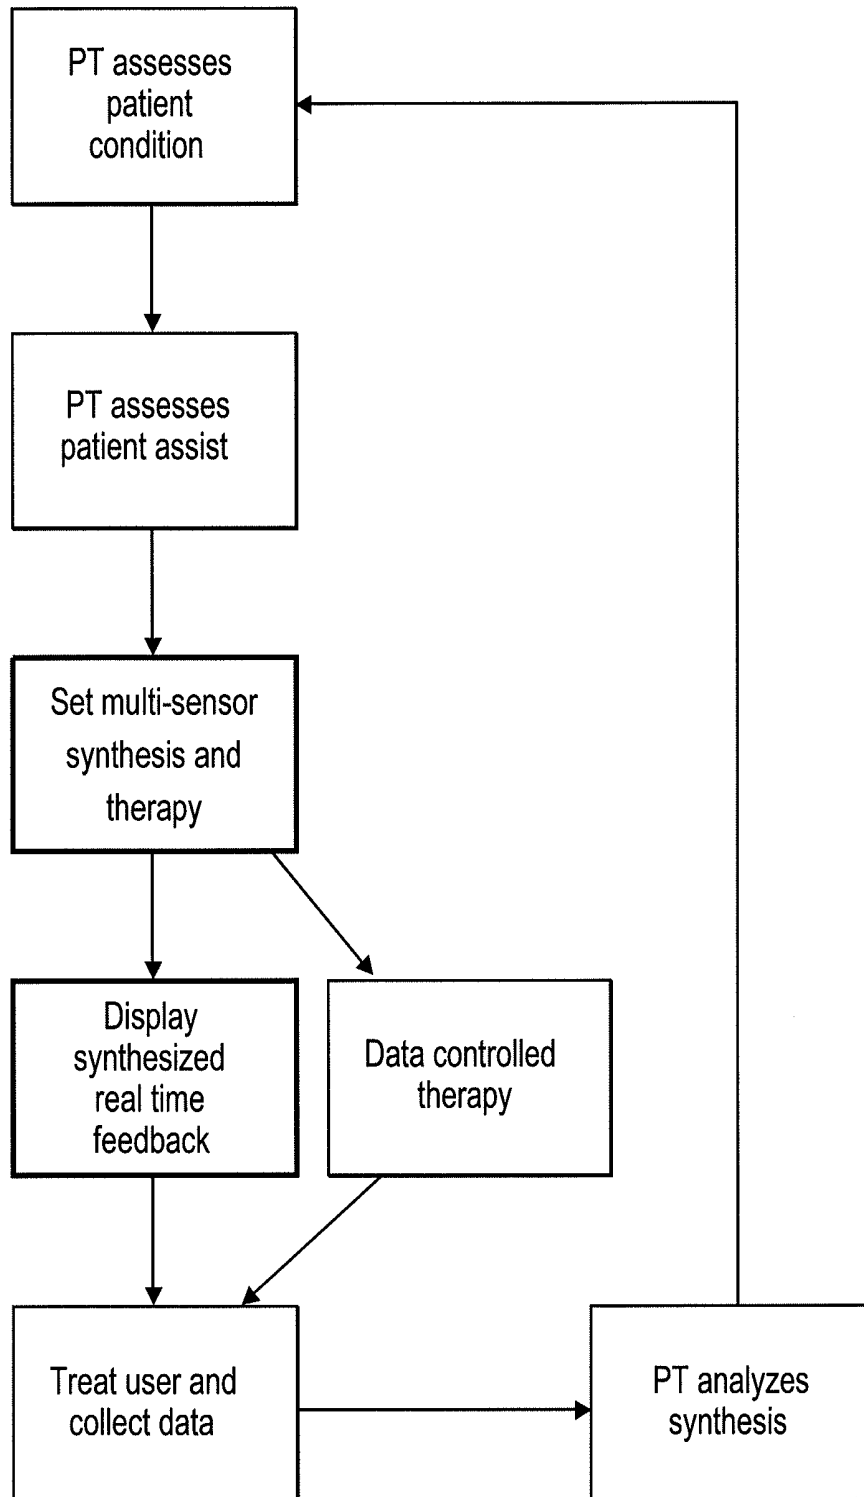 PT assesses
patient
condition
PT assesses
patient assist
Set multi-sensor
synthesis and
therapy
Display
synthesized
real time
feedback
Data controlled
therapy
Treat user and
collect data
PT analyzes
synthesis